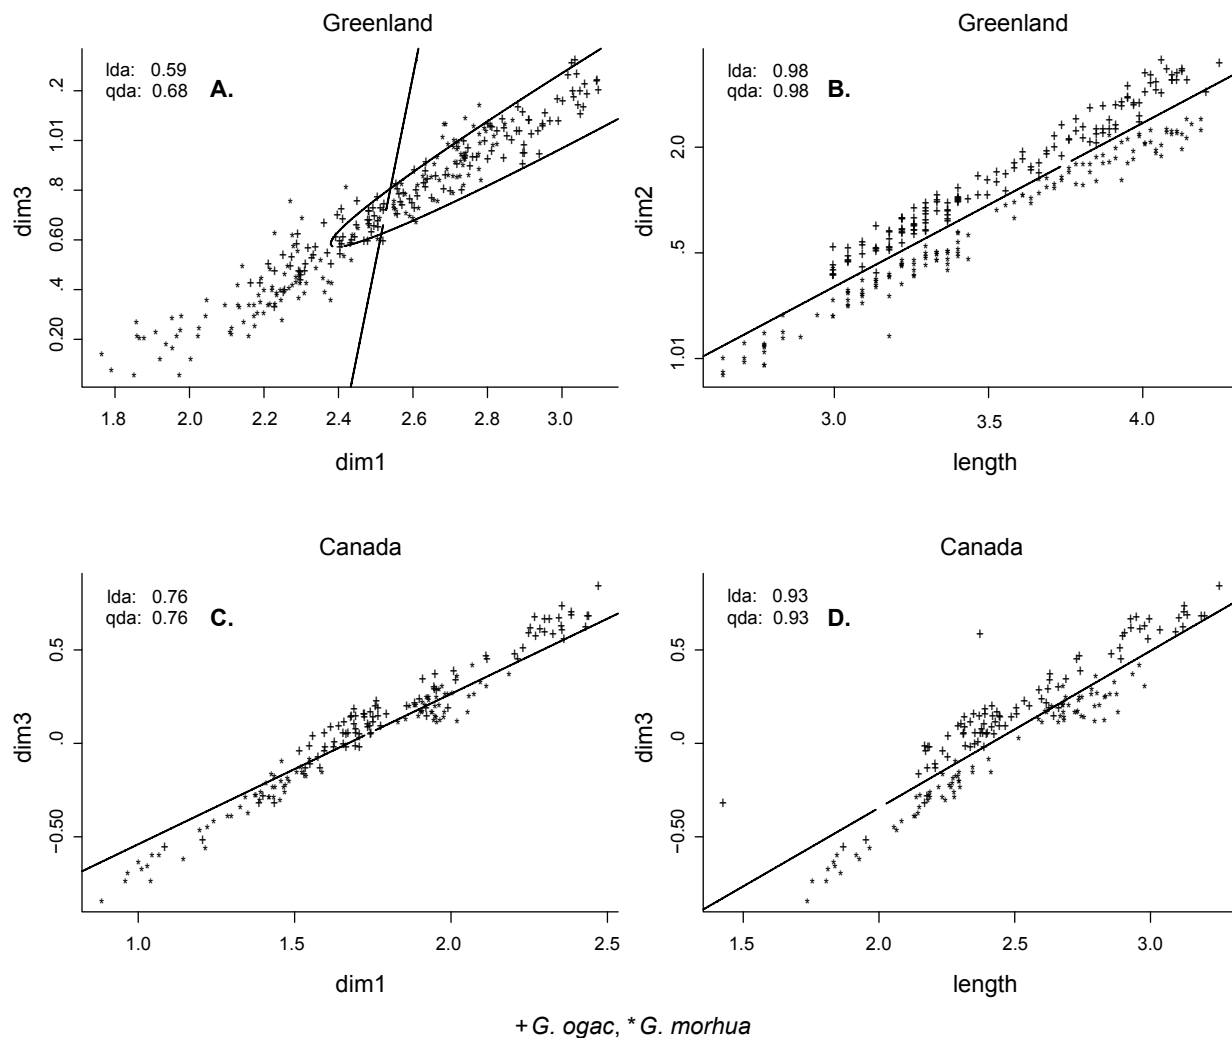 Greenland
lda: 0.59
qda: 0.68
A.
dim3
.2
1.01
.8
0.60
.4
0.20
1.8 2.0 2.2 2.4 2.6 2.8 3.0
dim1
Greenland
lda: 0.98
qda: 0.98
B.
dim2
2.0
.5
1.01
3.0 3.5 4.0
length
Canada
lda: 0.76
qda: 0.76
C.
dim3
0.5
.0
−0.50
1.0 1.5 2.0 2.5
dim1
Canada
lda: 0.93
qda: 0.93
D.
dim3
0.5
.0
−0.50
1.5 2.0 2.5 3.0
length
+ G. ogac, * G. morhua